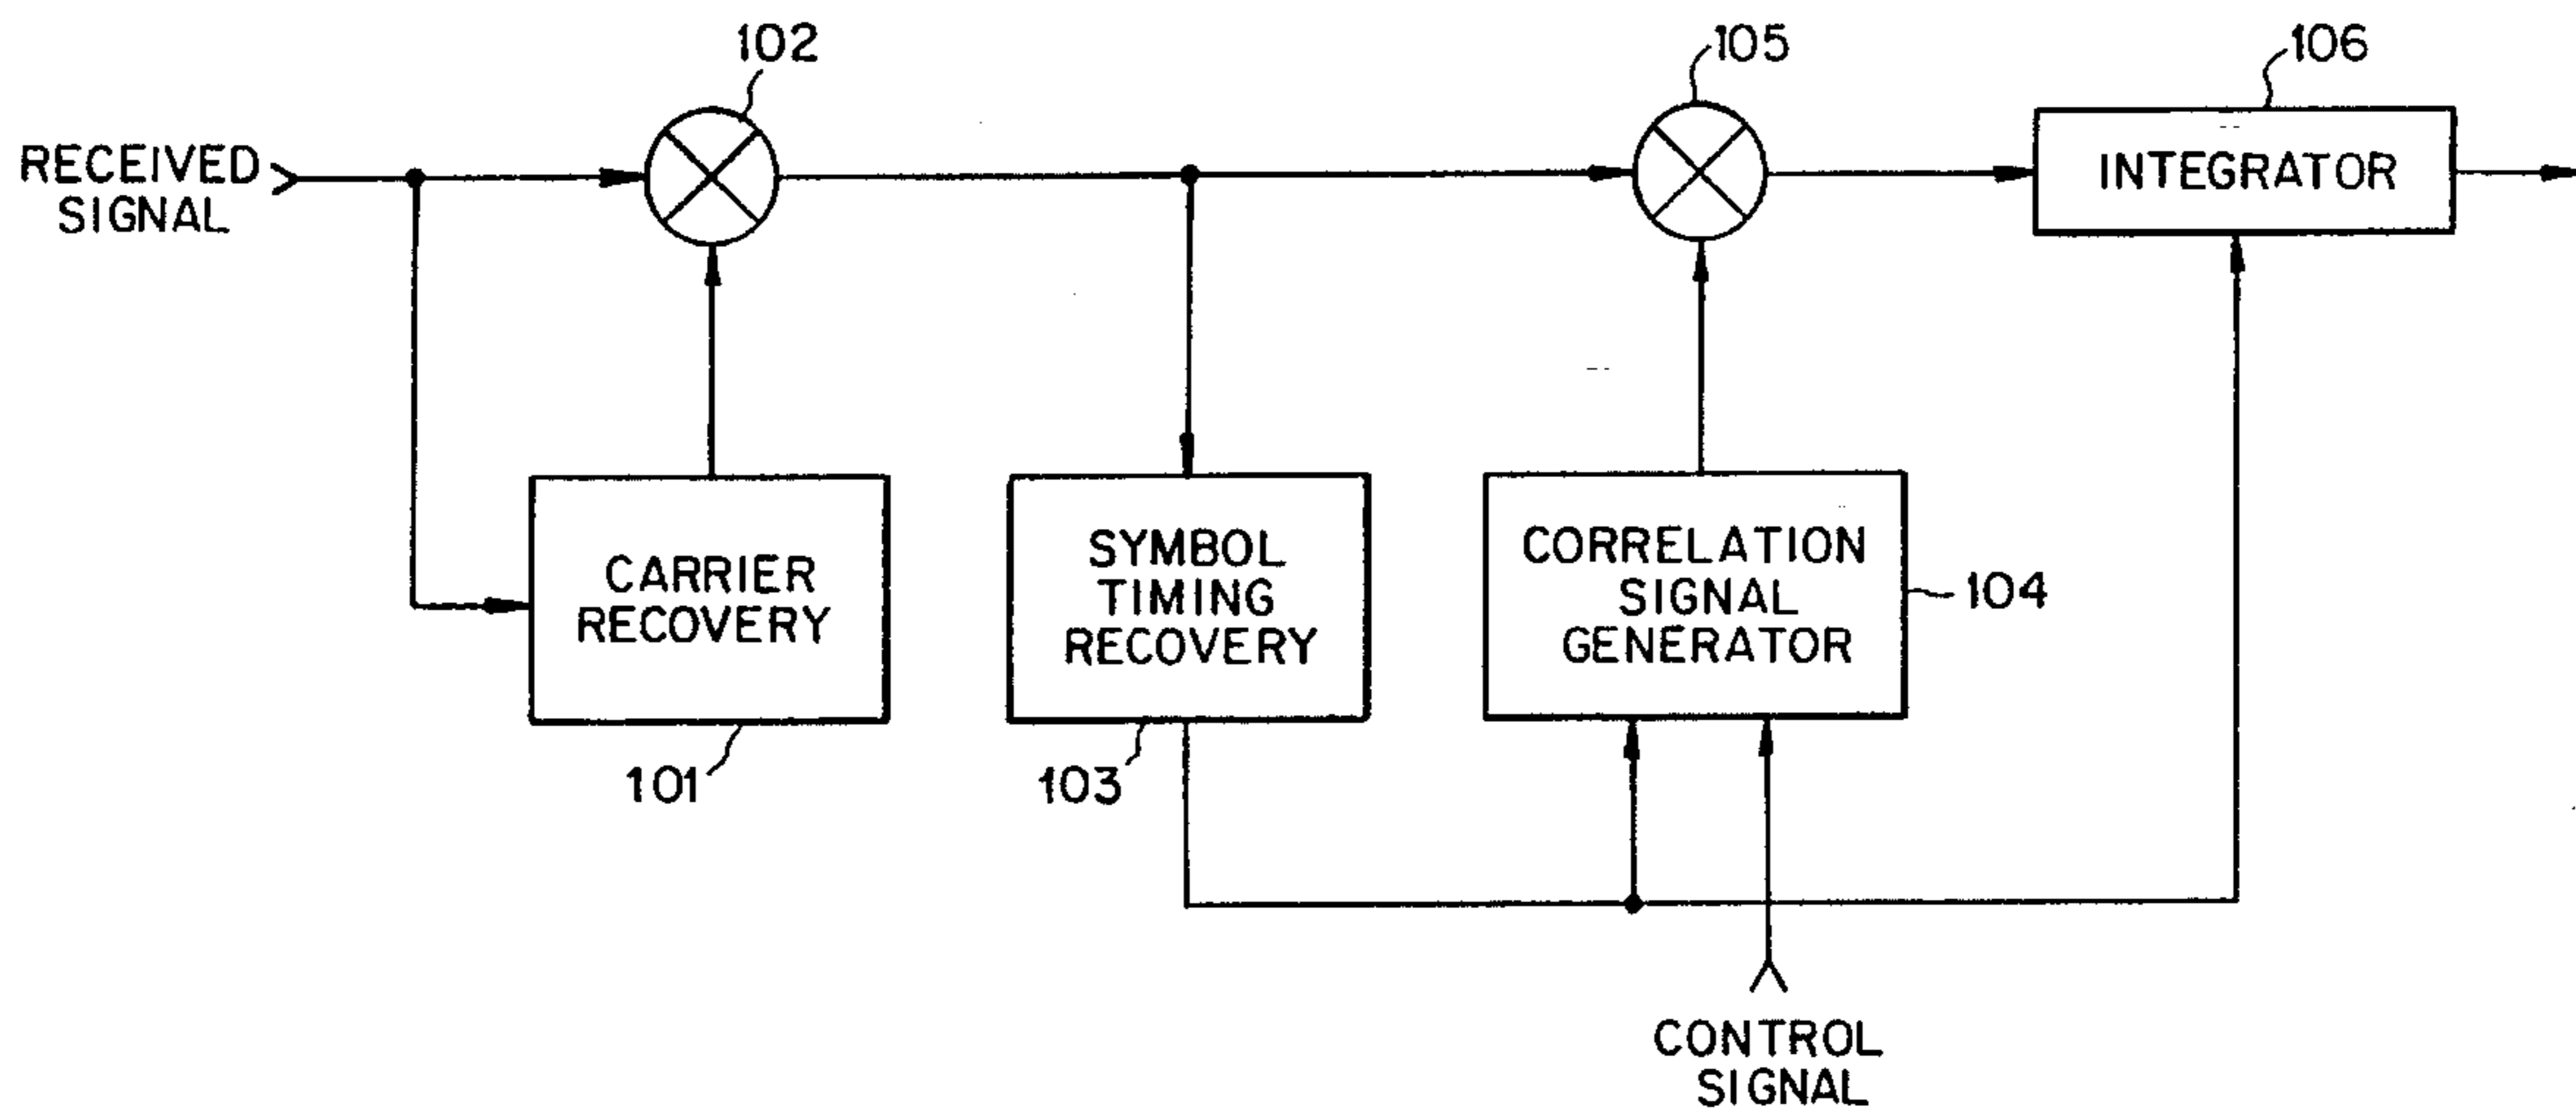 102
105
106
RECEIVED
SIGNAL
INTEGRATOR
CARRIER
RECOVERY
SYMBOL
TIMING
RECOVERY
CORRELATION
SIGNAL
GENERATOR
104
101
103
CONTROL
SIGNAL